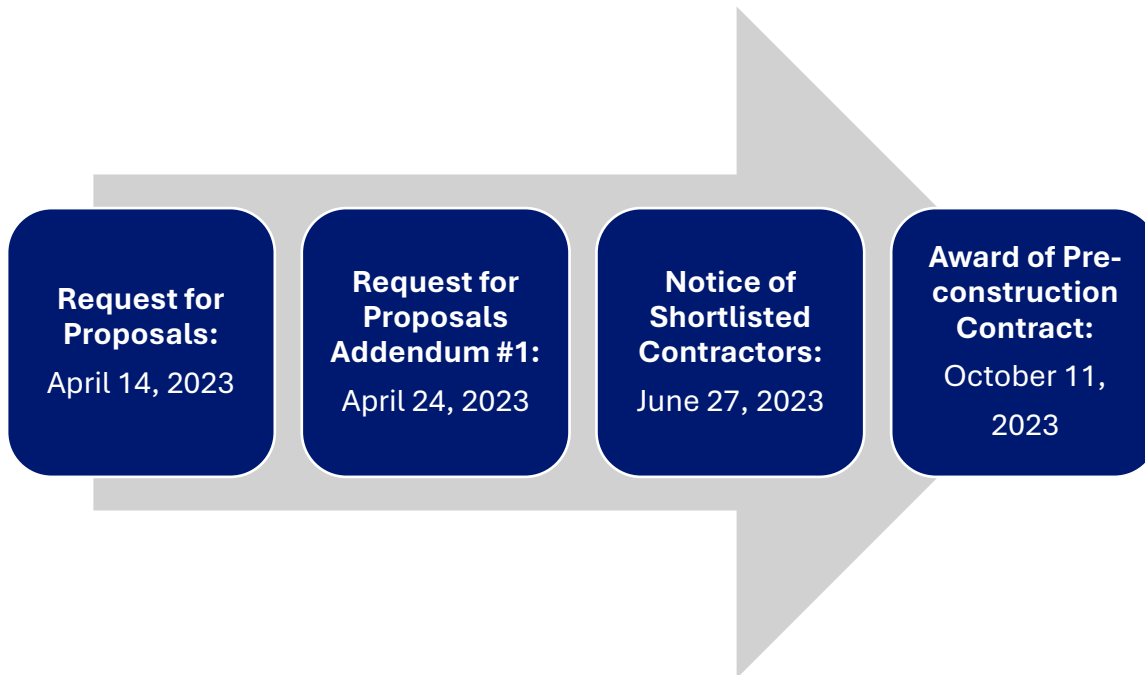 Request for
Proposals:
April 14, 2023
Request for
Proposals
Addendum #1:
April 24, 2023
Notice of
Shortlisted
Contractors:
June 27, 2023
Award of Pre-
construction
Contract:
October 11,
2023